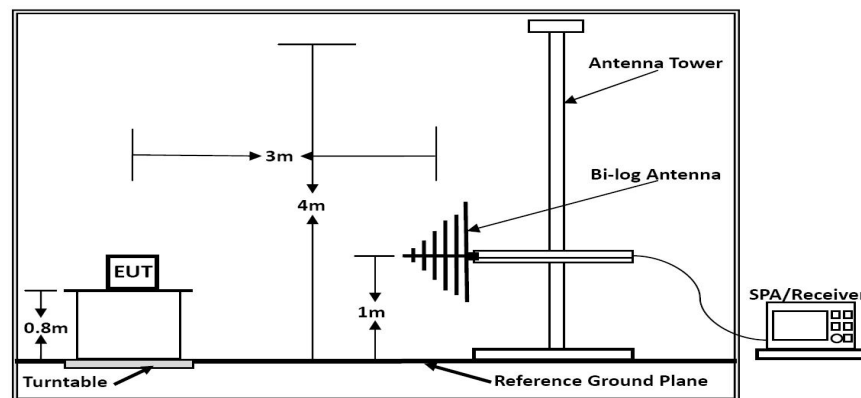 Antenna Tower
3m
Bi-log Antenna
4m
EUT
SPA/Receiver
0.8m
1m
Turntable
Reference Ground Plane